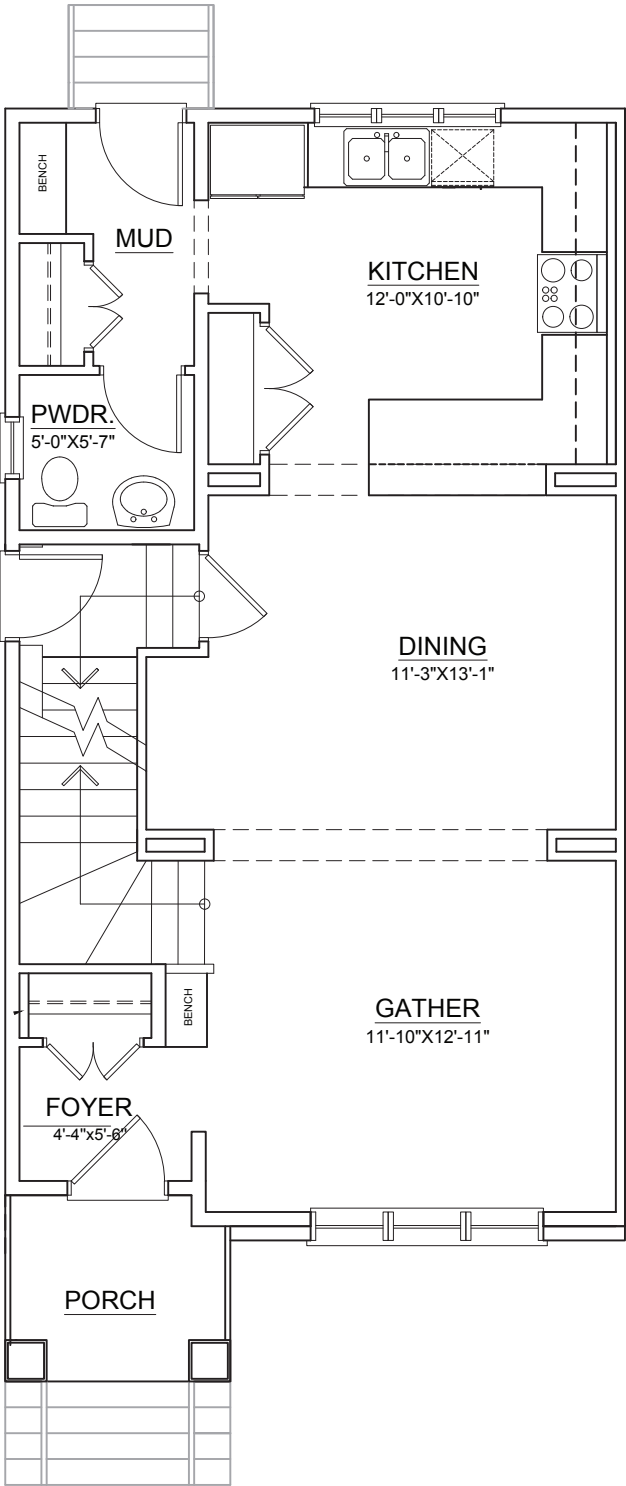 BENCH
MUD
KITCHEN
12'-0"X10'-10"
PWDR.
5'-0"X5'-7"
DINING
11'-3"X13'-1"
GATHER
11'-10"X12'-11"
BENCH
FOYER
4'-4"x5'-6"
PORCH